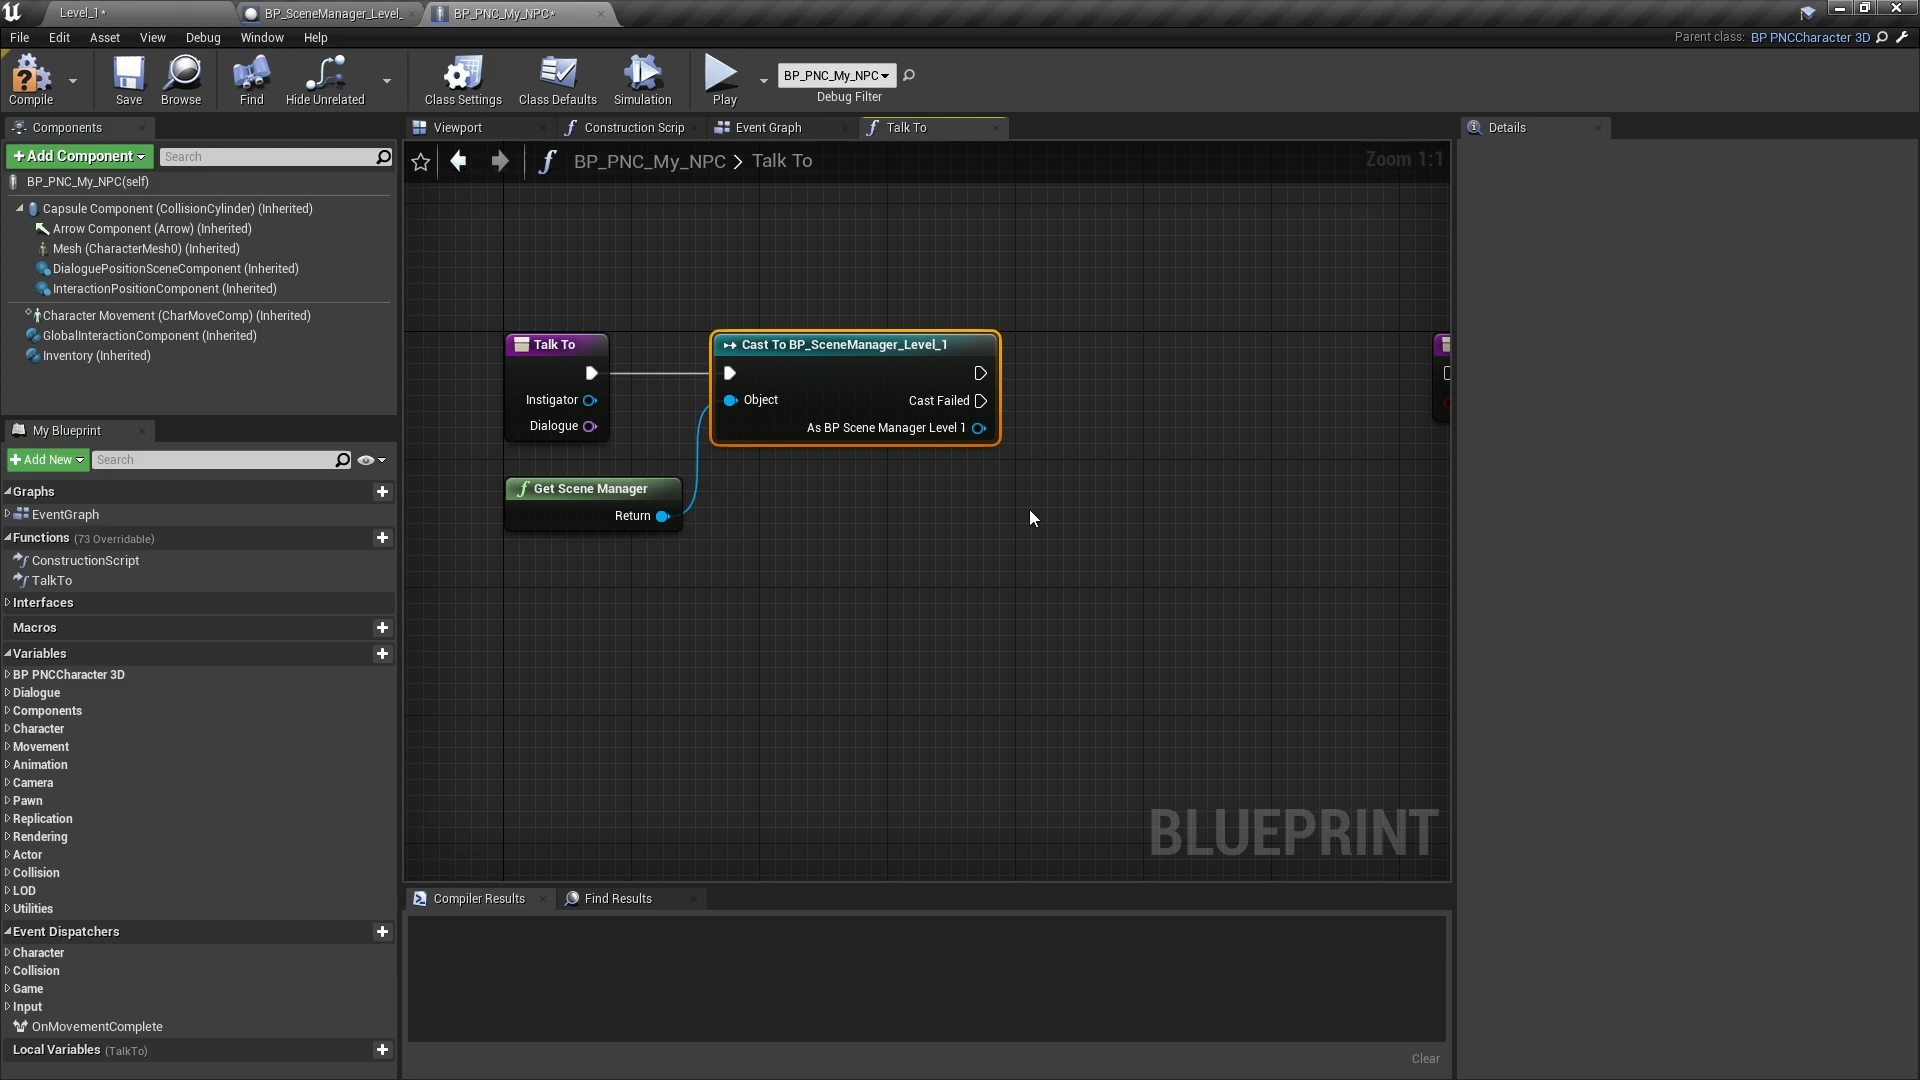 Level_1*
BP_SceneManager_Level_
BP_PNC_My_NPC*
File Edit Asset View Debug Window Help
Parent class: BP PNCCharacter 3D
Compile
Save
Browse
Find
Hide Unrelated
Class Settings
Class Defaults
Simulation
Play
BP_PNC_My_NPC
Debug Filter
Components
Add Component
Search
BP_PNC_My_NPC(self)
Capsule Component (CollisionCylinder) (Inherited)
Arrow Component (Arrow) (Inherited)
Mesh (CharacterMesh0) (Inherited)
DialoguePositionSceneComponent (Inherited)
InteractionPositionComponent (Inherited)
Character Movement (CharMoveComp) (Inherited)
GlobalInteractionComponent (Inherited)
Inventory (Inherited)
My Blueprint
Add New
Search
Graphs
EventGraph
Functions (73 Overridable)
ConstructionScript
TalkTo
Interfaces
Macros
Variables
BP PNCCharacter 3D
Dialogue
Components
Character
Movement
Animation
Camera
Pawn
Replication
Rendering
Actor
Collision
LOD
Utilities
Event Dispatchers
Character
Collision
Game
Input
OnMovementComplete
Local Variables (TalkTo)
Viewport
Construction Scrip
Event Graph
Talk To
BP_PNC_My_NPC > Talk To
Zoom 1:1
Talk To
Instigator
Dialogue
Cast To BP_SceneManager_Level_1
Object
Cast Failed
As BP Scene Manager Level 1
Get Scene Manager
Return
BLUEPRINT
Compiler Results
Find Results
Clear
Details